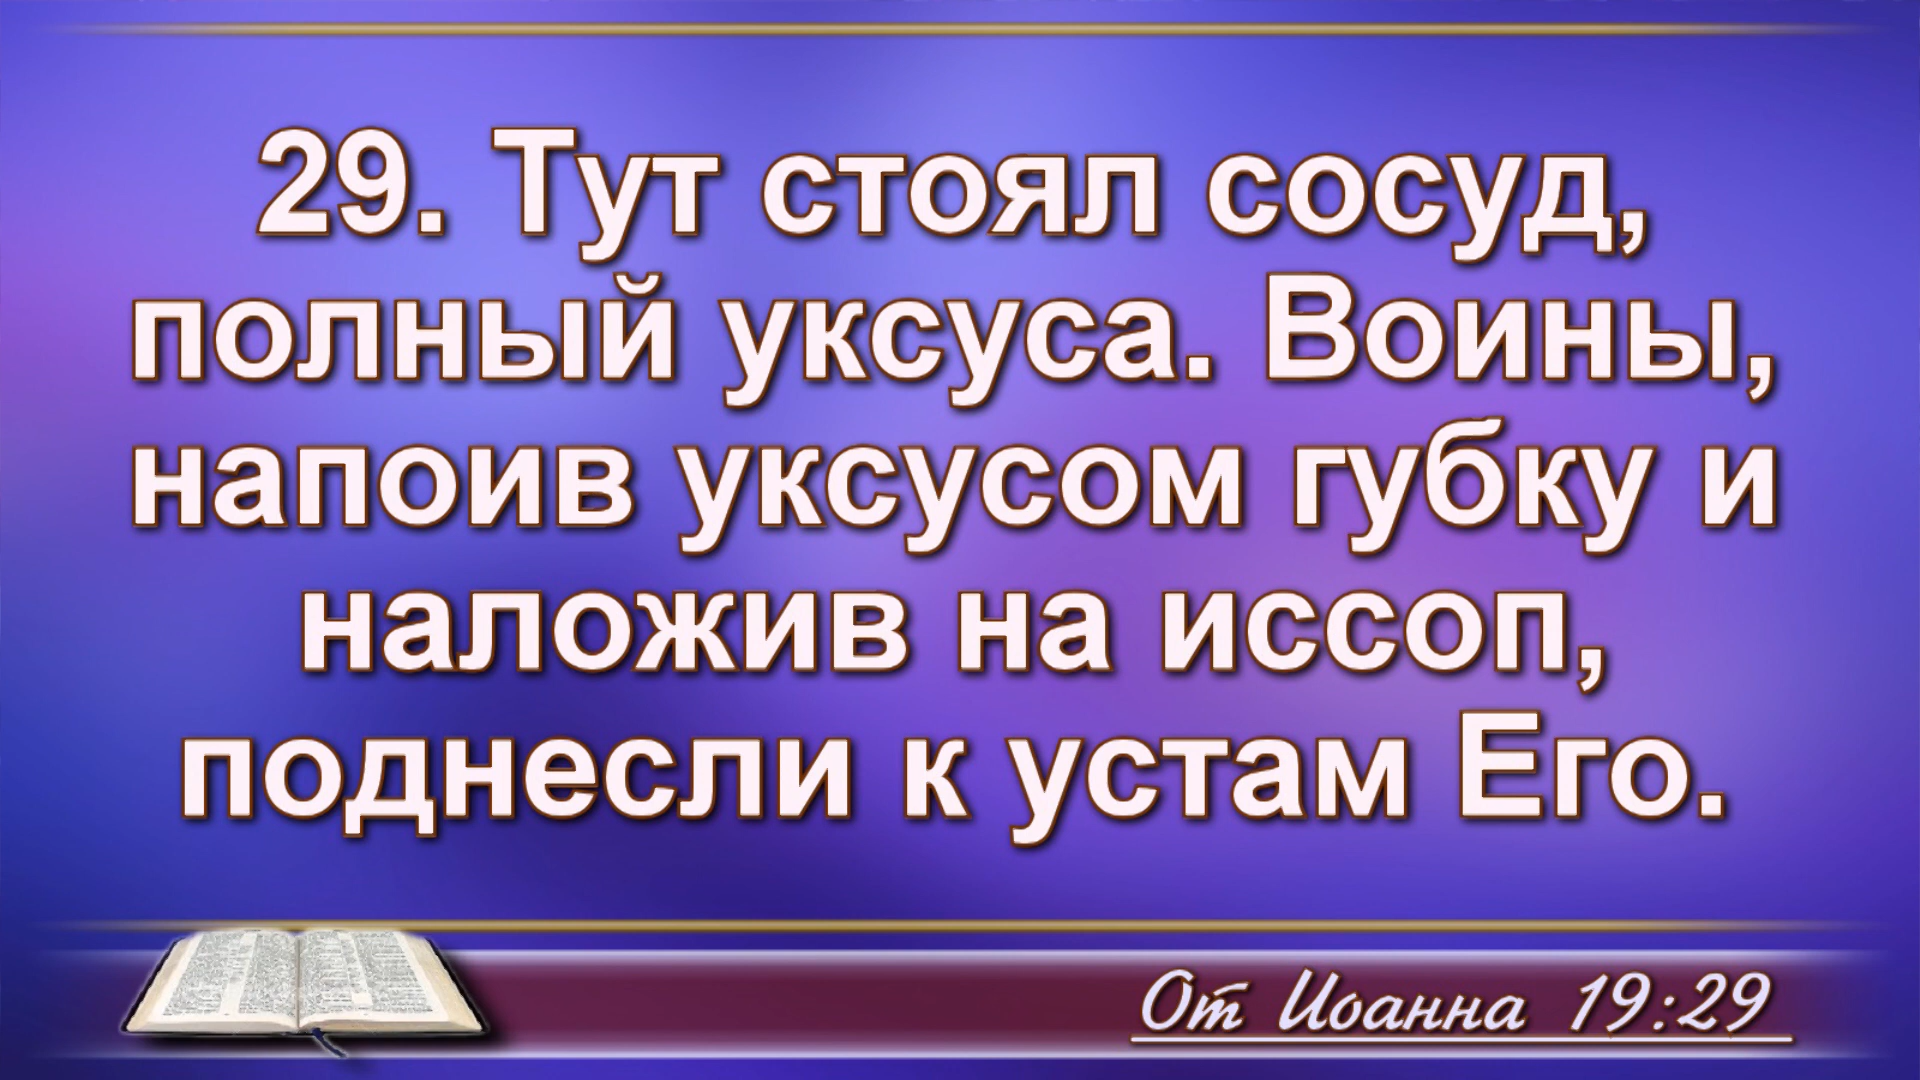 29. Тут стоял сосуд,
полный уксуса. Воины,
напоив уксусом губку и
наложив на иссоп,
поднесли к устам Его.
От Иоанна 19:29